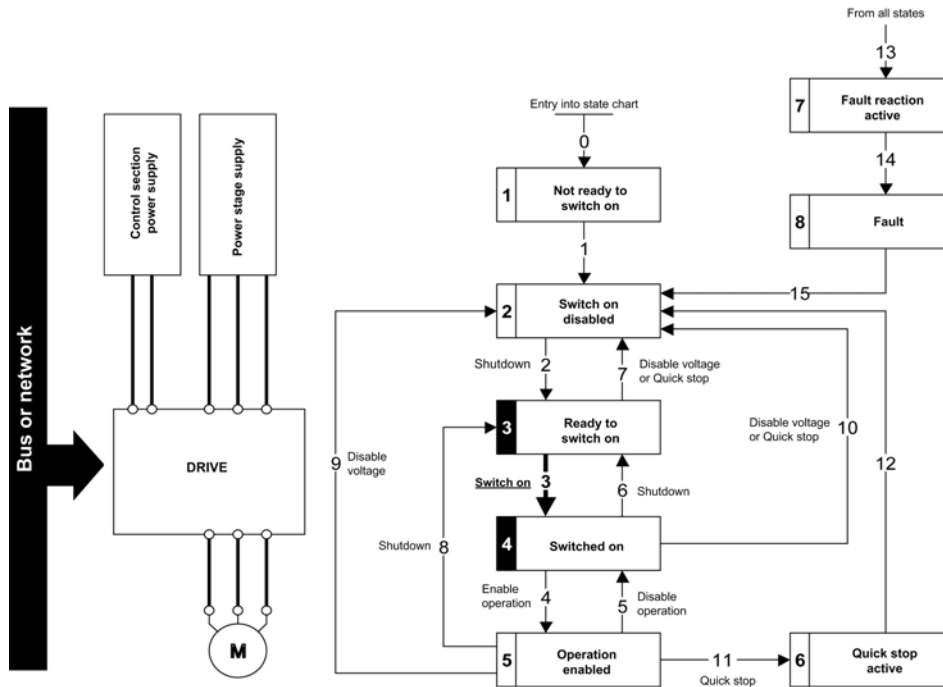 From all states
13
7
Fault reaction
active
14
8
Fault
15
Entry into state chart
0
1
Not ready to
switch on
1
2
Switch on
disabled
Shutdown
2
7
Disable voltage
or Quick stop
3
Ready to
switch on
Switch on
3
6
Shutdown
4
Switched on
Enable
operation
4
5
Disable
operation
5
Operation
enabled
11
Quick stop
6
Quick stop
active
12
Disable voltage
or Quick stop
10
9
Disable
voltage
Shutdown
8
Bus or network
Control section
power supply
Power stage supply
DRIVE
M